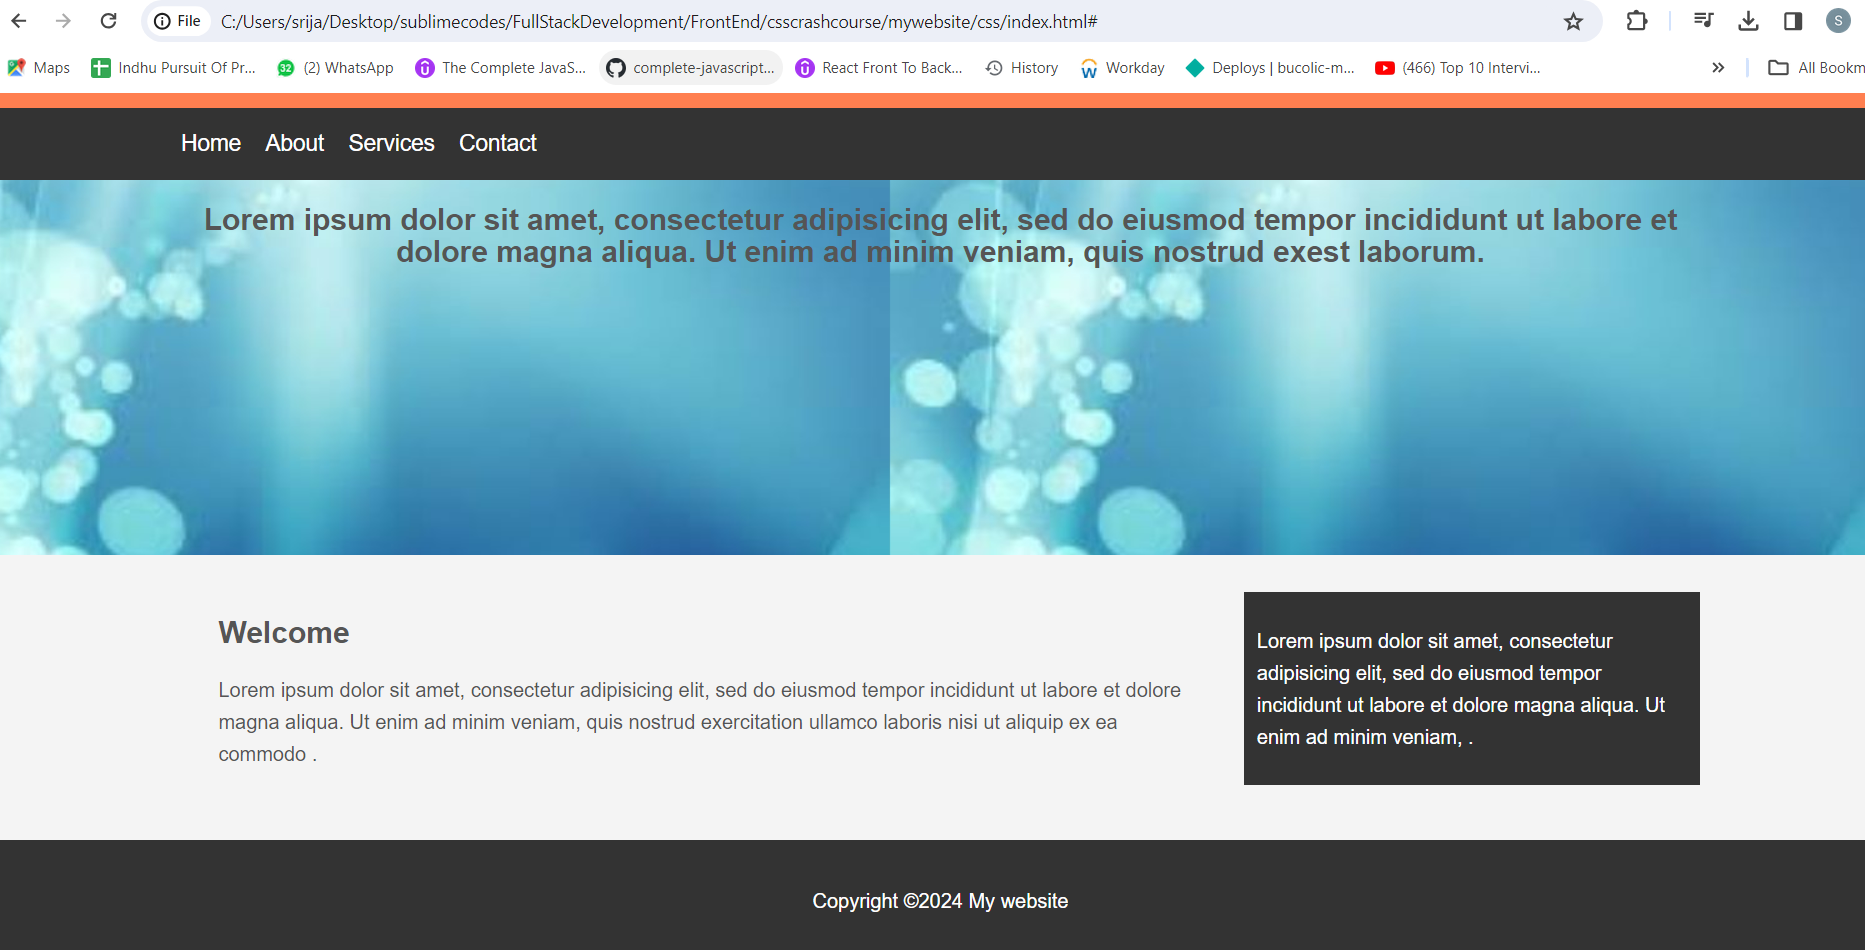 File C:/Users/srija/Desktop/sublimecodes/FullStackDevelopment/FrontEnd/csscrashcourse/mywebsite/css/index.html# S
Maps Indhu Pursuit Of Pr... 32 (2) WhatsApp The Complete JavaS... complete-javascript... React Front To Back... History Workday Deploys | bucolic-m... (466) Top 10 Intervi... » All Bookm
Home About Services Contact
Lorem ipsum dolor sit amet, consectetur adipisicing elit, sed do eiusmod tempor incididunt ut labore et
dolore magna aliqua. Ut enim ad minim veniam, quis nostrud exest laborum.
Welcome
Lorem ipsum dolor sit amet, consectetur adipisicing elit, sed do eiusmod tempor incididunt ut labore et dolore
magna aliqua. Ut enim ad minim veniam, quis nostrud exercitation ullamco laboris nisi ut aliquip ex ea
commodo .
Lorem ipsum dolor sit amet, consectetur
adipisicing elit, sed do eiusmod tempor
incididunt ut labore et dolore magna aliqua. Ut
enim ad minim veniam, .
Copyright ©2024 My website